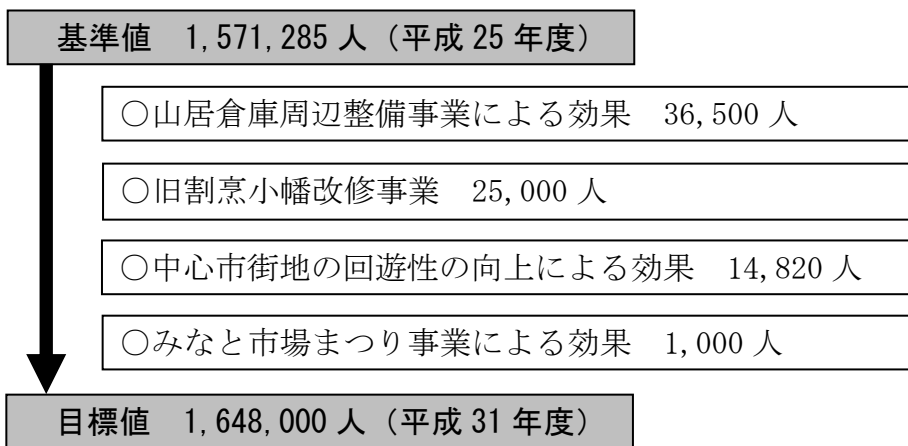 基準値 1,571,285 人（平成 25 年度）
○山居倉庫周辺整備事業による効果 36,500 人
○旧割烹小幡改修事業 25,000 人
○中心市街地の回遊性の向上による効果 14,820 人
○みなと市場まつり事業による効果 1,000 人
目標値 1,648,000 人（平成 31 年度）